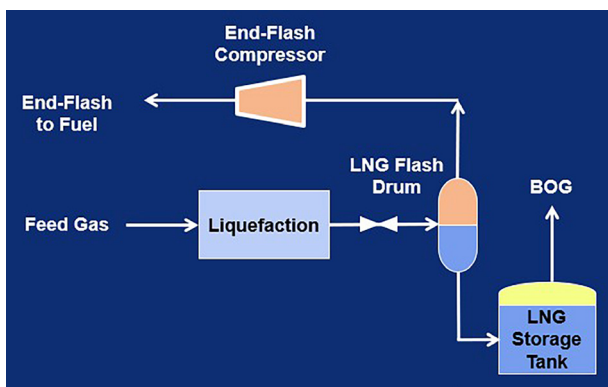 End-Flash
Compressor
End-Flash
to Fuel
LNG Flash
Drum
BOG
Feed Gas
Liquefaction
LNG
Storage
Tank